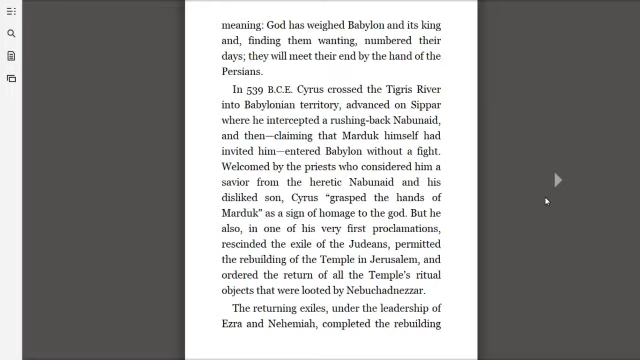 meaning: God has weighed Babylon and its king
and, finding them wanting, numbered their
days; they will meet their end by the hand of the
Persians.
In 539 B.C.E. Cyrus crossed the Tigris River
into Babylonian territory, advanced on Sippar
where he intercepted a rushing-back Nabunaid,
and then—claiming that Marduk himself had
invited him—entered Babylon without a fight.
Welcomed by the priests who considered him a
savior from the heretic Nabunaid and his
disliked son, Cyrus “grasped the hands of
Marduk” as a sign of homage to the god. But he
also, in one of his very first proclamations,
rescinded the exile of the Judeans, permitted
the rebuilding of the Temple in Jerusalem, and
ordered the return of all the Temple’s ritual
objects that were looted by Nebuchadnezzar.
The returning exiles, under the leadership of
Ezra and Nehemiah, completed the rebuilding